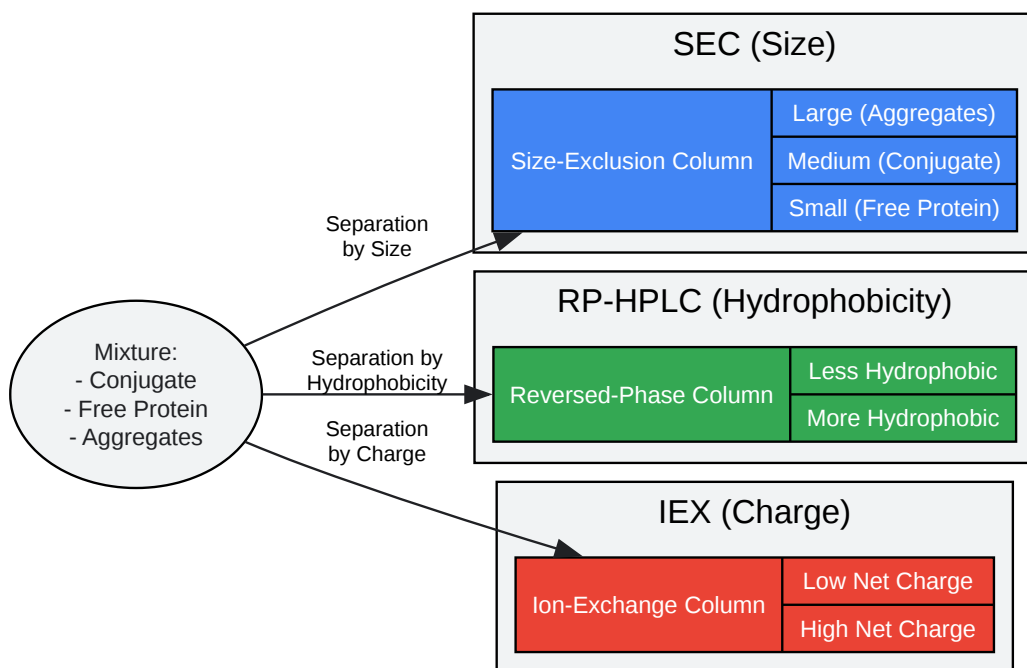 SEC (Size)
Size-Exclusion Column
Large (Aggregates)
Medium (Conjugate)
Small (Free Protein)
Separation
by Size
RP-HPLC (Hydrophobicity)
Mixture:
- Conjugate
- Free Protein
- Aggregates
Separation by
Hydrophobicity
Reversed-Phase Column
Less Hydrophobic
More Hydrophobic
Separation
by Charge
IEX (Charge)
Ion-Exchange Column
Low Net Charge
High Net Charge